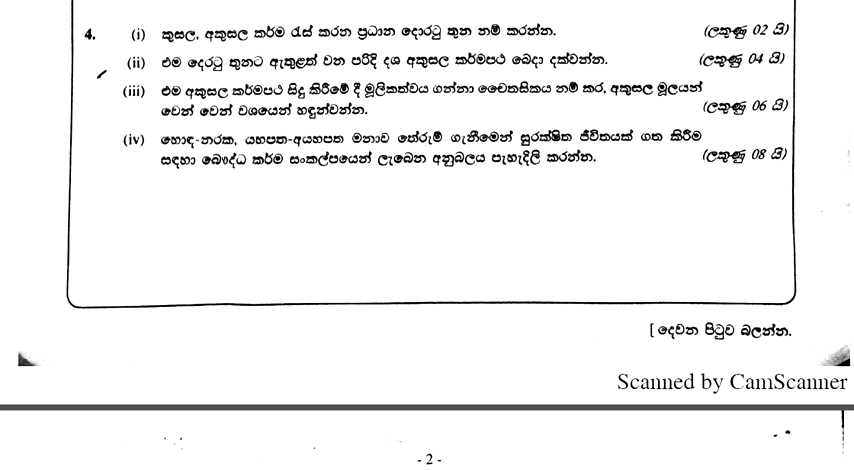 4. (i) කුසල, අකුසල කර්ම රැස් කරන ප්‍රධාන දොරටු තුන නම් කරන්න. (ලකුණු 02 යි)
(ii) එම දොරටු තුනට ඇතුළත් වන පරිදි දශ අකුසල කර්මපථ බෙදා දක්වන්න. (ලකුණු 04 යි)
(iii) එම අකුසල කර්මපථ සිදු කිරීමේ දී මූලිකත්වය ගන්නා චෛතසිකය නම් කර, අකුසල මූලයන්
වෙන් වෙන් වශයෙන් හඳුන්වන්න. (ලකුණු 06 යි)
(iv) හොඳ-නරක, යහපත-අයහපත මනාව තේරුම් ගැනීමෙන් සුරක්ෂිත ජීවිතයක් ගත කිරීම
සඳහා බෞද්ධ කර්ම සංකල්පයෙන් ලැබෙන අනුබලය පැහැදිලි කරන්න. (ලකුණු 08 යි)
[ දෙවන පිටුව බලන්න.
Scanned by CamScanner
- 2 -